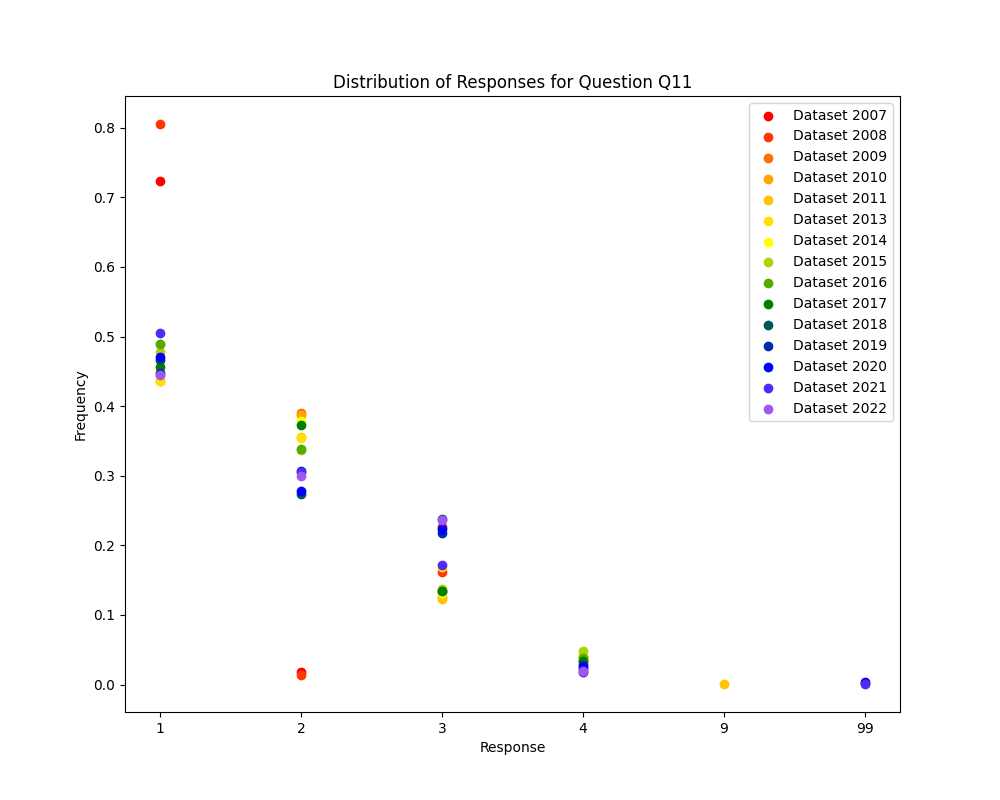 Distribution of Responses for Question Q11
0.8
0.7
0.6
0.5
0.4
0.3
0.2
0.1
0.0
Frequency
1 2 3 4 9 99
Response
Dataset 2007
Dataset 2008
Dataset 2009
Dataset 2010
Dataset 2011
Dataset 2013
Dataset 2014
Dataset 2015
Dataset 2016
Dataset 2017
Dataset 2018
Dataset 2019
Dataset 2020
Dataset 2021
Dataset 2022